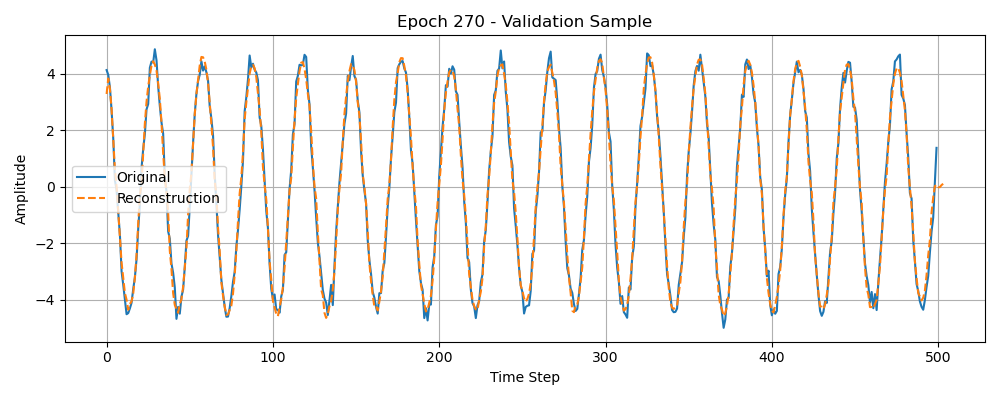 Epoch 270 - Validation Sample
Amplitude
4
2
0
−2
−4
Original
Reconstruction
0 100 200 300 400 500
Time Step